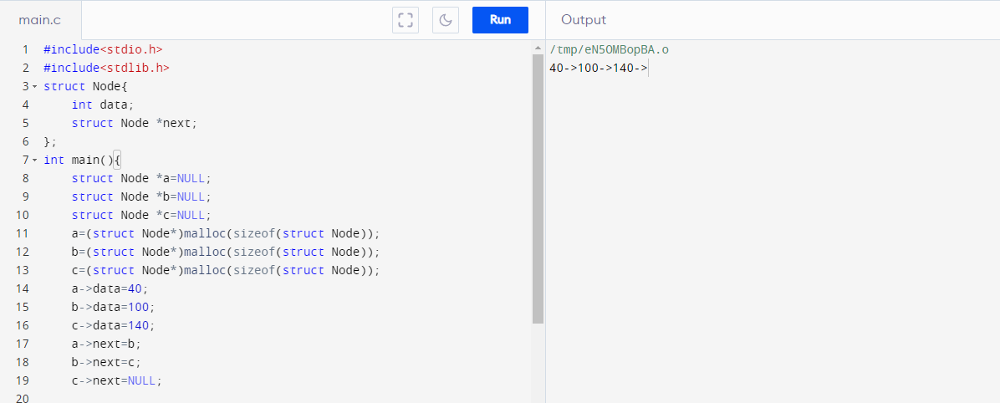 main.c
Run
Output
1 #include<stdio.h>
2 #include<stdlib.h>
3 struct Node{
4     int data;
5     struct Node *next;
6 };
7 int main(){
8     struct Node *a=NULL;
9     struct Node *b=NULL;
10     struct Node *c=NULL;
11     a=(struct Node*)malloc(sizeof(struct Node));
12     b=(struct Node*)malloc(sizeof(struct Node));
13     c=(struct Node*)malloc(sizeof(struct Node));
14     a->data=40;
15     b->data=100;
16     c->data=140;
17     a->next=b;
18     b->next=c;
19     c->next=NULL;
20
/tmp/eN5OMBopBA.o
40->100->140->